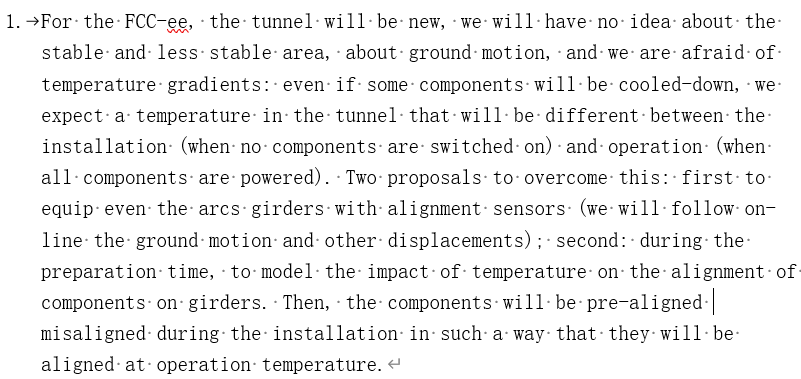 1. For the FCC-ee, the tunnel will be new, we will have no idea about the
stable and less stable area, about ground motion, and we are afraid of
temperature gradients: even if some components will be cooled-down, we
expect a temperature in the tunnel that will be different between the
installation (when no components are switched on) and operation (when
all components are powered). Two proposals to overcome this: first to
equip even the arcs girders with alignment sensors (we will follow on-
line the ground motion and other displacements); second: during the
preparation time, to model the impact of temperature on the alignment of
components on girders. Then, the components will be pre-aligned
misaligned during the installation in such a way that they will be
aligned at operation temperature.